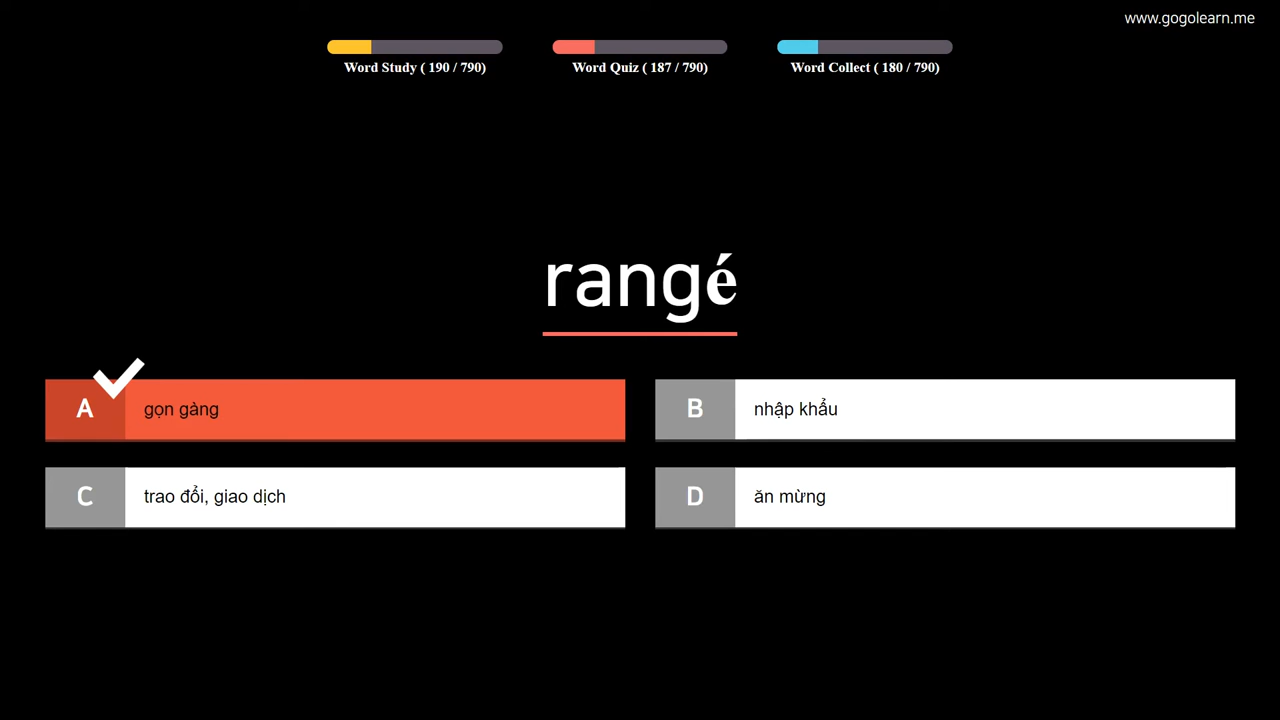 www.gogolearn.me
Word Study ( 190 / 790)
Word Quiz ( 187 / 790)
Word Collect ( 180 / 790)
rangé
A gọn gàng
B nhập khẩu
C trao đổi, giao dịch
D ăn mừng